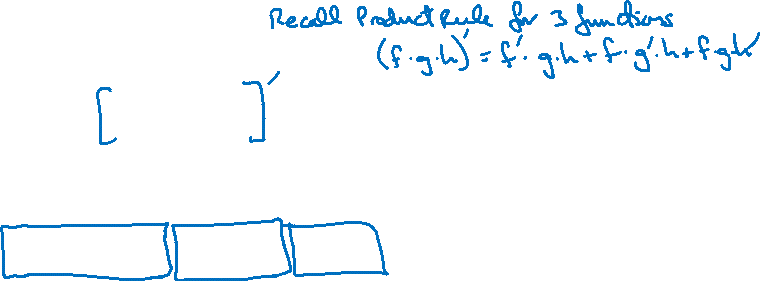 Recall Product Rule for 3 functions
(f·g·h)' = f'·g·h + f·g'·h + f·g·h'
[ ]'